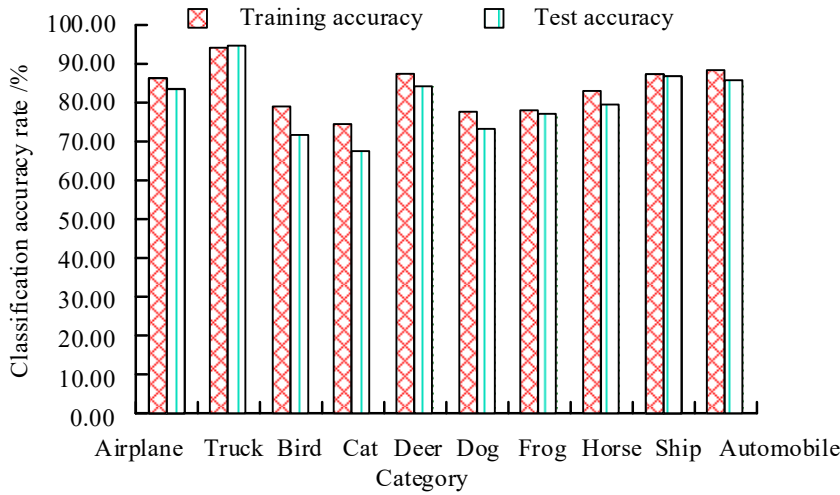 Training accuracy Test accuracy
Classification accuracy rate /%
100.00
90.00
80.00
70.00
60.00
50.00
40.00
30.00
20.00
10.00
0.00
Airplane Truck Bird Cat Deer Dog Frog Horse Ship Automobile
Category